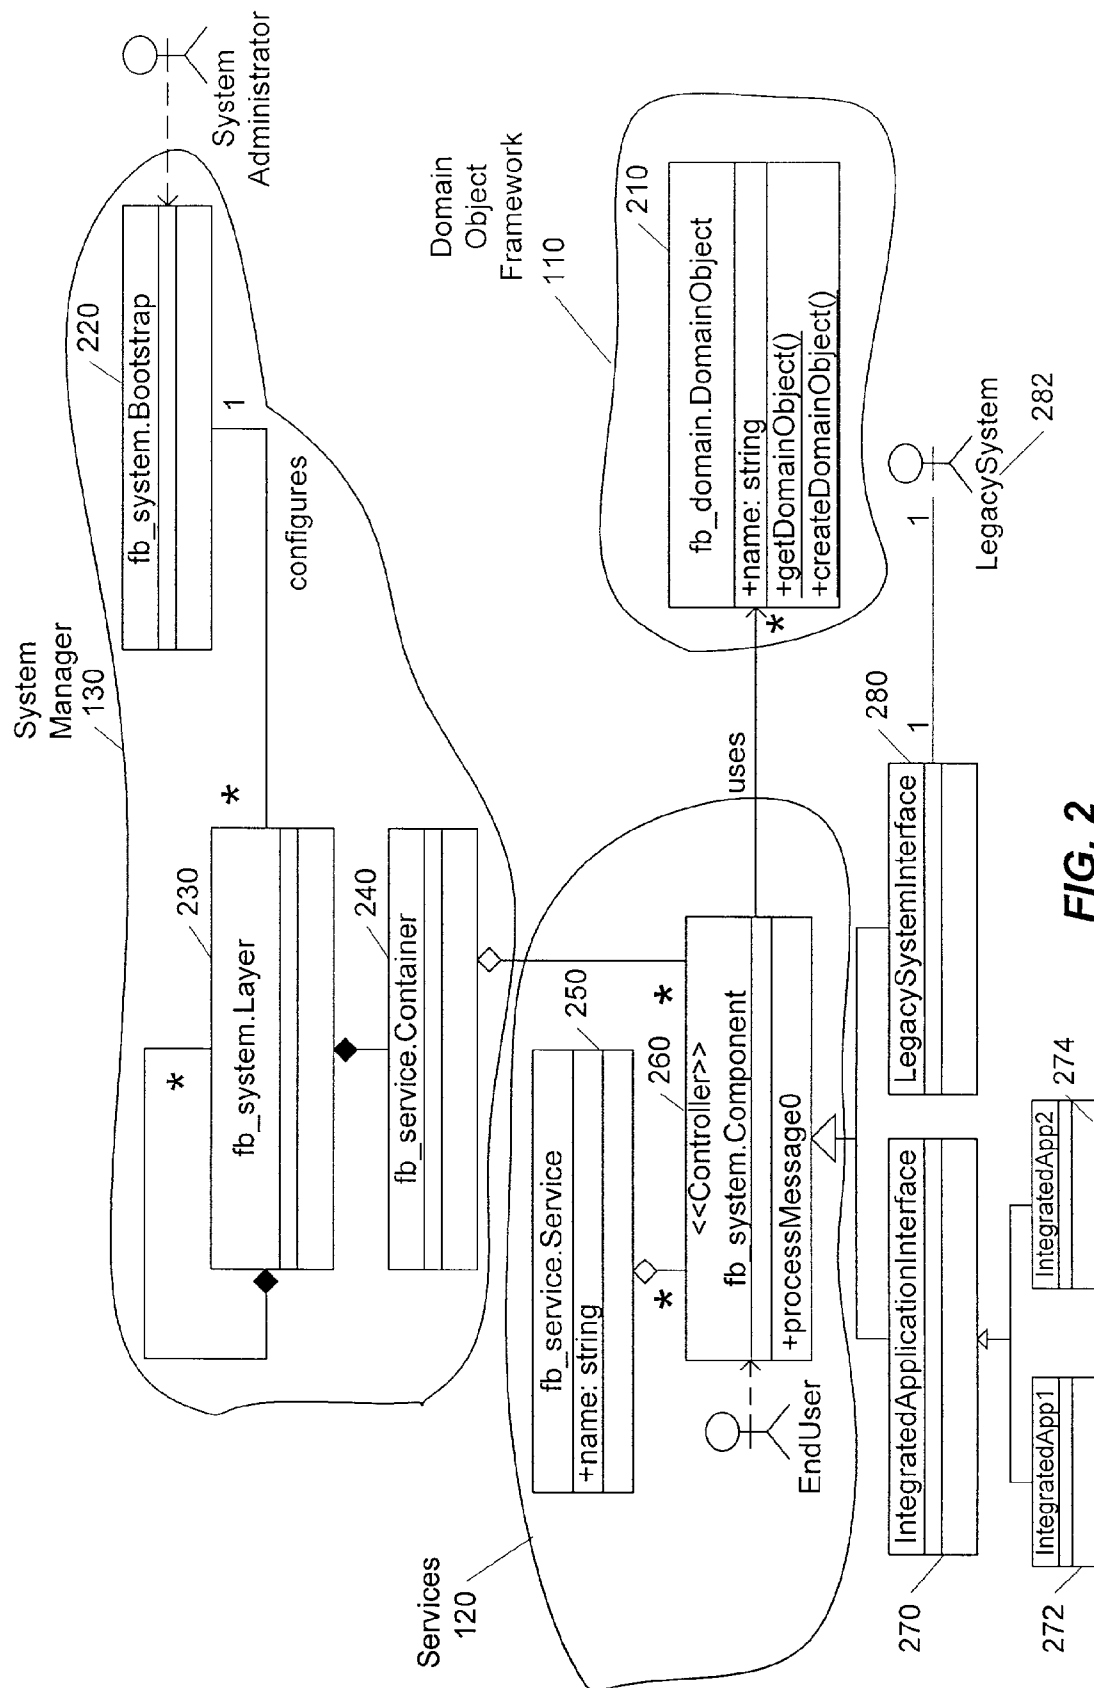 System
Manager
130
220
fb_system.Bootstrap
1
configures
*
System
Administrator
230
fb_system.Layer
*
240
fb_service.Container
Domain
Object
Framework
110
210
fb_domain.DomainObject
+name: string
+getDomainObject()
+createDomainObject()
*
uses
Services
120
250
fb_service.Service
+name: string
*
*
260
<<Controller>>
fb_system.Component
+processMessage0
EndUser
270
IntegratedApplicationInterface
280
LegacySystemInterface
1
1
LegacySystem
282
272
IntegratedApp1
IntegratedApp2
274
FIG. 2